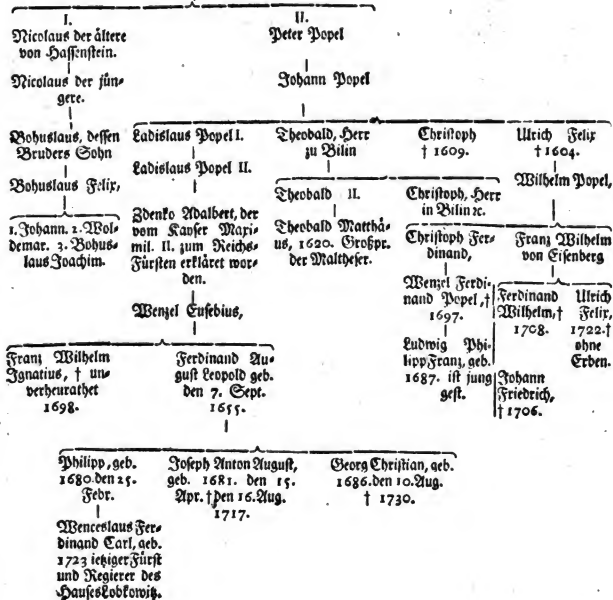 I.
Nicolaus der ältere
von Hassenstein.
Nicolaus der jün-
gere.
Bohuslaus, dessen
Bruders Sohn
Bohuslaus Felix,
1. Johann. 2. Wol-
demar. 3. Bohus-
laus Joachim.
II.
Peter Popel
Johann Popel
Ladislaus Popel I.
Ladislaus Popel II.
Zdenko Adalbert, der
vom Kayser Maxi-
mil. II. zum Reichs-
Fürsten erkläret wor-
den.
Wenzel Eusebius,
Theobald, Herr
zu Bilin
Theobald II.
Theobald Matthä-
us, 1620. Großpr.
der Maltheser.
Christoph
† 1609.
Christoph, Herr
in Bilin ꝛc.
Christoph Fer-
dinand,
Wenzel Ferdi-
nand Popel, †
1697.
Ludwig Phi-
lipp Franz, geb.
1687. ist jung
gest.
Ulrich Felix
† 1604.
Wilhelm Popel,
Franz Wilhelm
von Eisenberg
Ferdinand
Wilhelm, †
1708.
Johann
Friedrich,
† 1706.
Ulrich
Felix,
1722. †
ohne
Erben.
Franz Wilhelm
Ignatius, † un-
verheurathet
1698.
Ferdinand Au-
gust Leopold geb.
den 7. Sept.
1655.
Philipp, geb.
1680. den 25.
Febr.
Wenceslaus Fer-
dinand Carl, geb.
1723 ietziger Fürst
und Regierer des
Hauses Lobkowitz.
Joseph Anton August,
geb. 1681. den 15.
Apr. † den 16. Aug.
1717.
Georg Christian, geb.
1686. den 10. Aug.
† 1730.